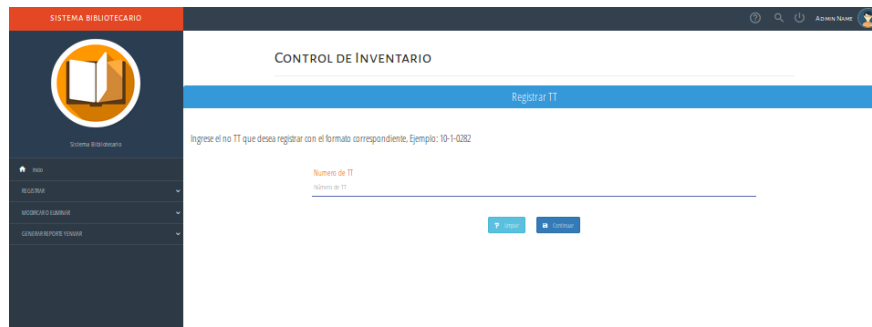 SISTEMA BIBLIOTECARIO
Admin Name
Control de Inventario
Registrar TT
Ingrese el no TT que desea registrar con el formato correspondiente, Ejemplo: 10-1-0282
Sistema Bibliotecario
Inicio
REGISTRAR
MODIFICAR O ELIMINAR
GENERAR REPORTE Y ENVIAR
Numero de TT
Número de TT
Limpiar
Continuar